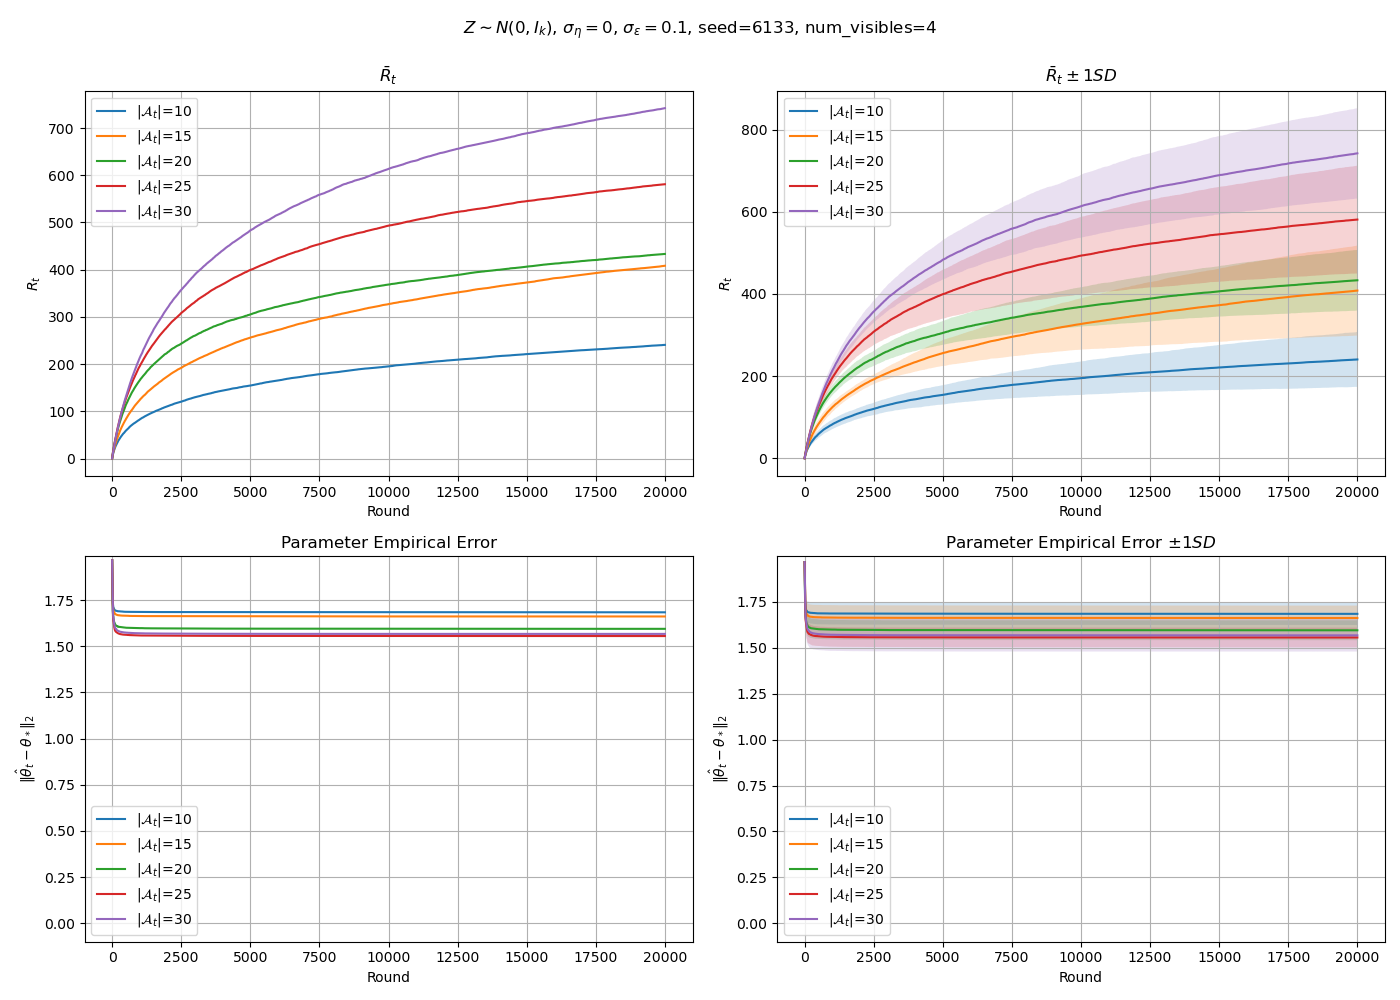 Z ∼ N(0, I_k), σ_η = 0, σ_ε = 0.1, seed=6133, num_visibles=4
R̄_t
R_t
700
600
500
400
300
200
100
0
|𝒜_t|=10
|𝒜_t|=15
|𝒜_t|=20
|𝒜_t|=25
|𝒜_t|=30
0 2500 5000 7500 10000 12500 15000 17500 20000
Round
R̄_t ± 1SD
R_t
800
600
400
200
0
|𝒜_t|=10
|𝒜_t|=15
|𝒜_t|=20
|𝒜_t|=25
|𝒜_t|=30
0 2500 5000 7500 10000 12500 15000 17500 20000
Round
Parameter Empirical Error
‖θ̂_t − θ_*‖₂
1.75
1.50
1.25
1.00
0.75
0.50
0.25
0.00
|𝒜_t|=10
|𝒜_t|=15
|𝒜_t|=20
|𝒜_t|=25
|𝒜_t|=30
0 2500 5000 7500 10000 12500 15000 17500 20000
Round
Parameter Empirical Error ±1SD
‖θ̂_t − θ_*‖₂
1.75
1.50
1.25
1.00
0.75
0.50
0.25
0.00
|𝒜_t|=10
|𝒜_t|=15
|𝒜_t|=20
|𝒜_t|=25
|𝒜_t|=30
0 2500 5000 7500 10000 12500 15000 17500 20000
Round